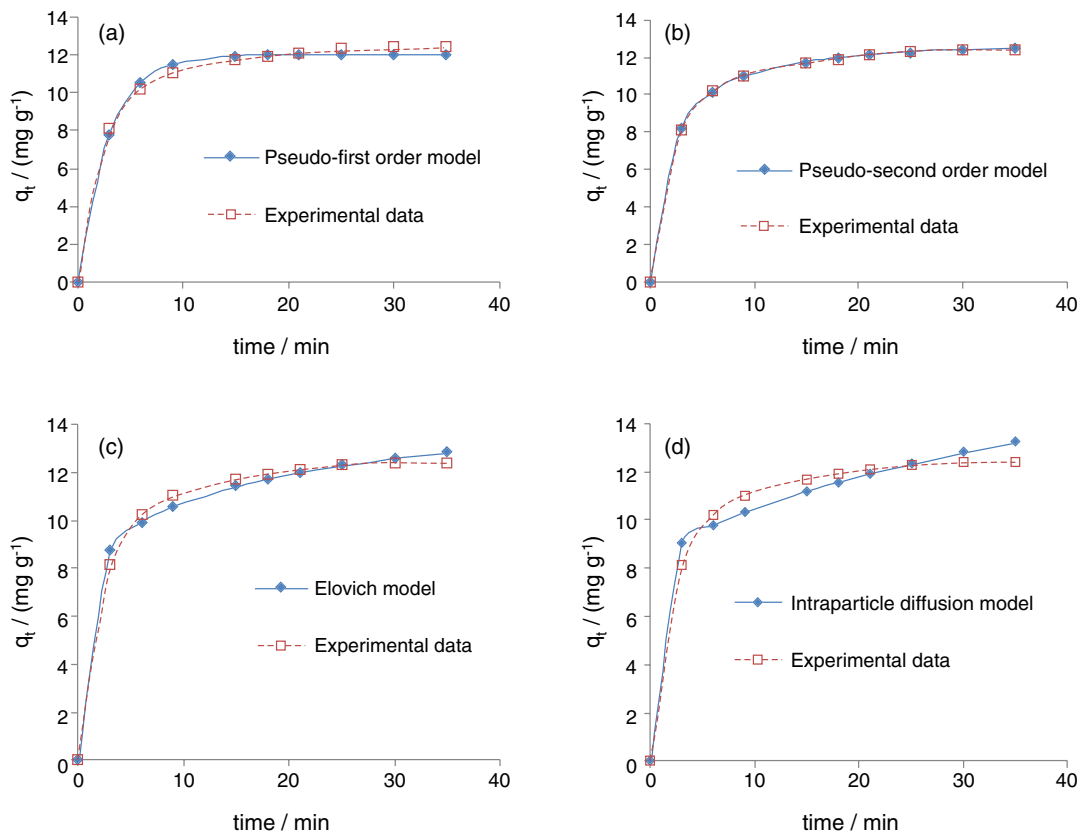 (a)
14
12
10
8
6
4
2
0
q_t / (mg g⁻¹)
Pseudo-first order model
Experimental data
0 10 20 30 40
time / min
(b)
14
12
10
8
6
4
2
0
q_t / (mg g⁻¹)
Pseudo-second order model
Experimental data
0 10 20 30 40
time / min
(c)
14
12
10
8
6
4
2
0
q_t / (mg g⁻¹)
Elovich model
Experimental data
0 10 20 30 40
time / min
(d)
14
12
10
8
6
4
2
0
q_t / (mg g⁻¹)
Intraparticle diffusion model
Experimental data
0 10 20 30 40
time / min